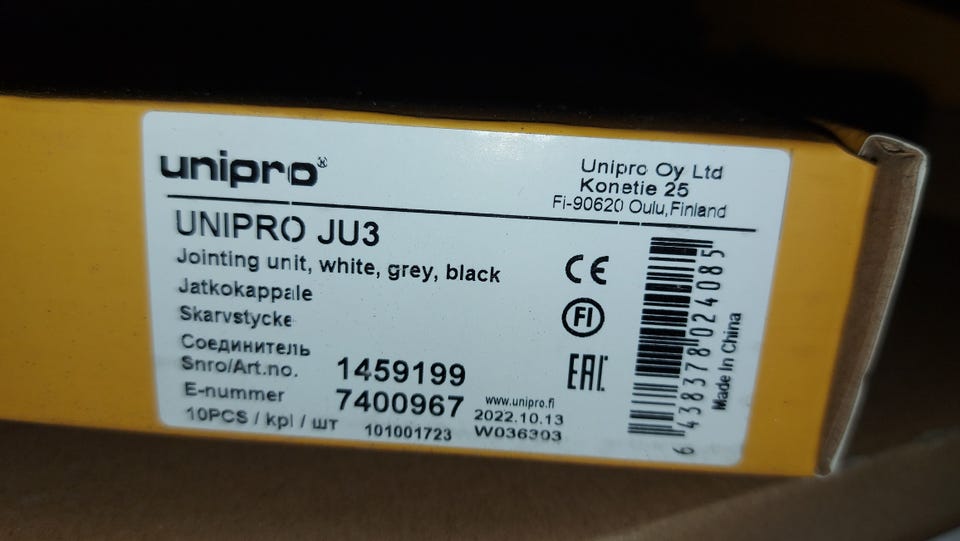 unipro®
Unipro Oy Ltd
Konetie 25
Fi-90620 Oulu,Finland
UNIPRO JU3
Jointing unit, white, grey, black
Jatkokappale
Skarvstycke
Соединитель
Snro/Art.no. 1459199
E-nummer 7400967
10PCS / kpl / шт 101001723
CE
FI
EAC
www.unipro.fi
2022.10.13
W036303
6 438378 024085
Made In China